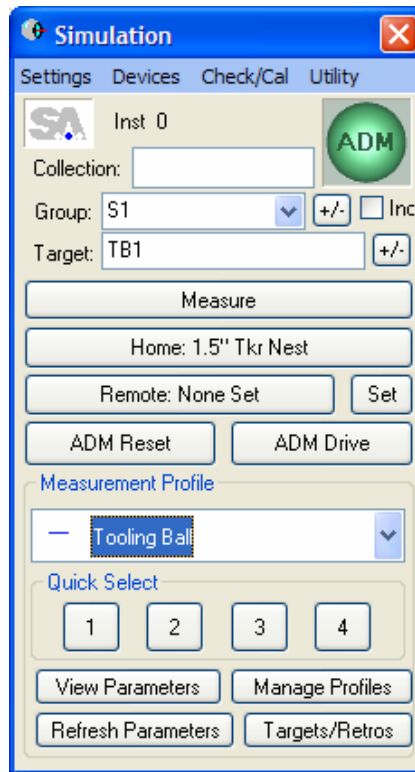 Simulation
Settings Devices Check/Cal Utility
SA Inst 0 ADM
Collection:
Group: S1 +/- Inc
Target: TB1 +/-
Measure
Home: 1.5" Tkr Nest
Remote: None Set Set
ADM Reset ADM Drive
Measurement Profile
Tooling Ball
Quick Select
1 2 3 4
View Parameters Manage Profiles
Refresh Parameters Targets/Retros